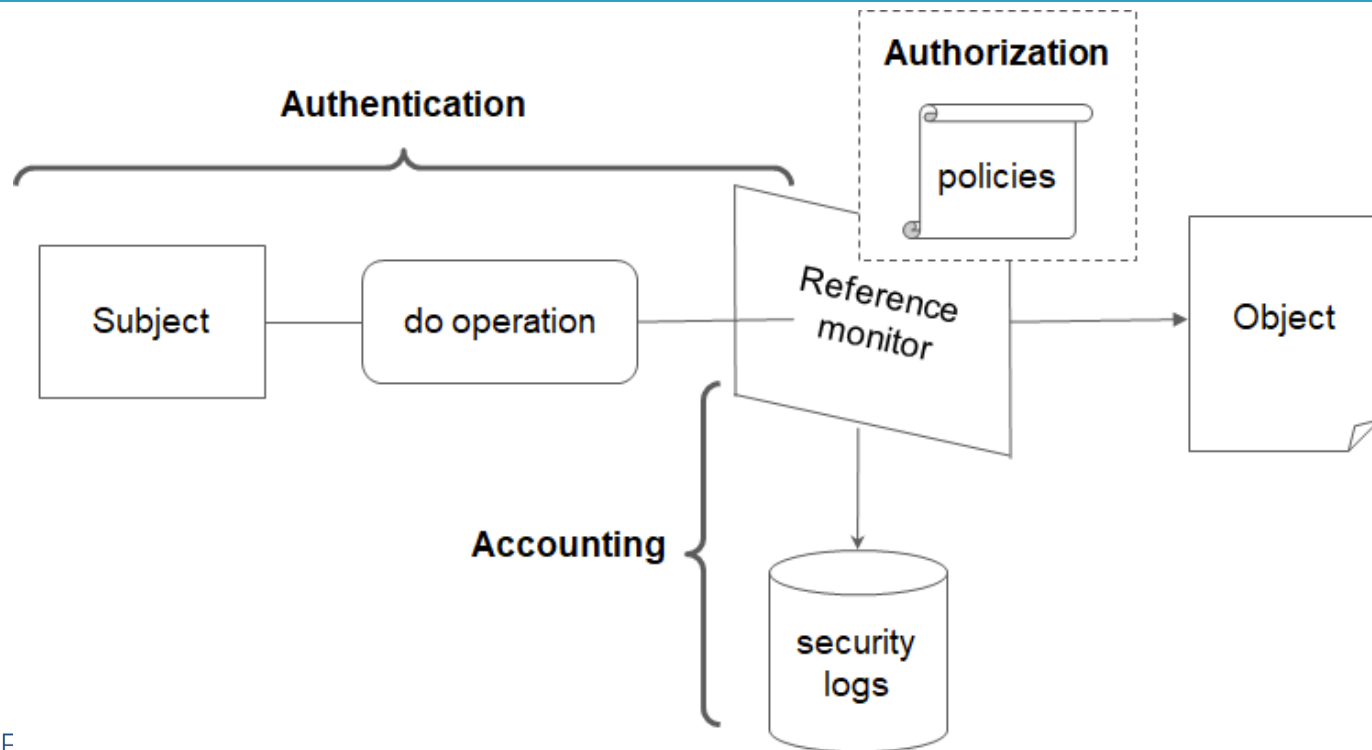 Authorization
Authentication
policies
Subject
do operation
Reference
monitor
Object
Accounting
security
logs